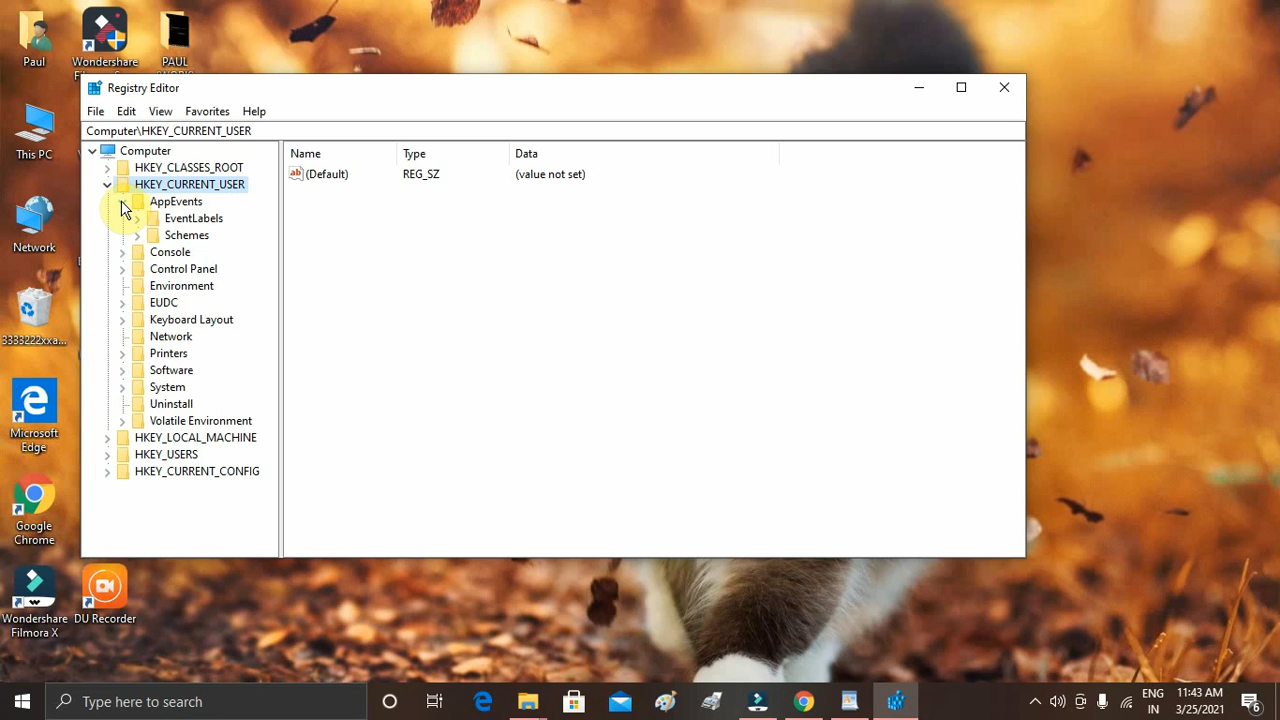 Paul
Wondershare
PAUL
This PC
Network
3333222xxa...
Microsoft
Edge
Google
Chrome
Wondershare
Filmora X
DU Recorder
Registry Editor
File Edit View Favorites Help
Computer\HKEY_CURRENT_USER
Computer
HKEY_CLASSES_ROOT
HKEY_CURRENT_USER
AppEvents
EventLabels
Schemes
Console
Control Panel
Environment
EUDC
Keyboard Layout
Network
Printers
Software
System
Uninstall
Volatile Environment
HKEY_LOCAL_MACHINE
HKEY_USERS
HKEY_CURRENT_CONFIG
Name Type Data
ab (Default) REG_SZ (value not set)
Type here to search
ENG
IN
11:43 AM
3/25/2021
6